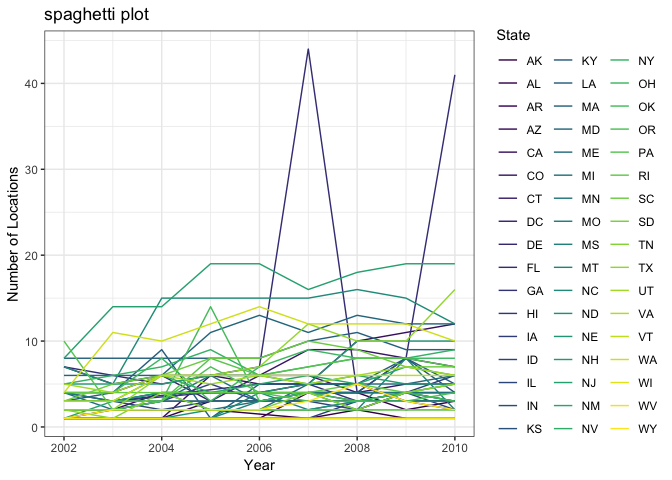 spaghetti plot
Number of Locations
40
30
20
10
0
2002 2004 2006 2008 2010
Year
State
AK KY NY
AL LA OH
AR MA OK
AZ MD OR
CA ME PA
CO MI RI
CT MN SC
DC MO SD
DE MS TN
FL MT TX
GA NC UT
HI ND VA
IA NE VT
ID NH WA
IL NJ WI
IN NM WV
KS NV WY